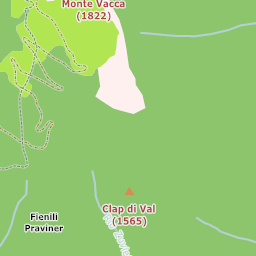 Monte Vacca
(1822)
Clap di Val
(1565)
Fienili
Praviner